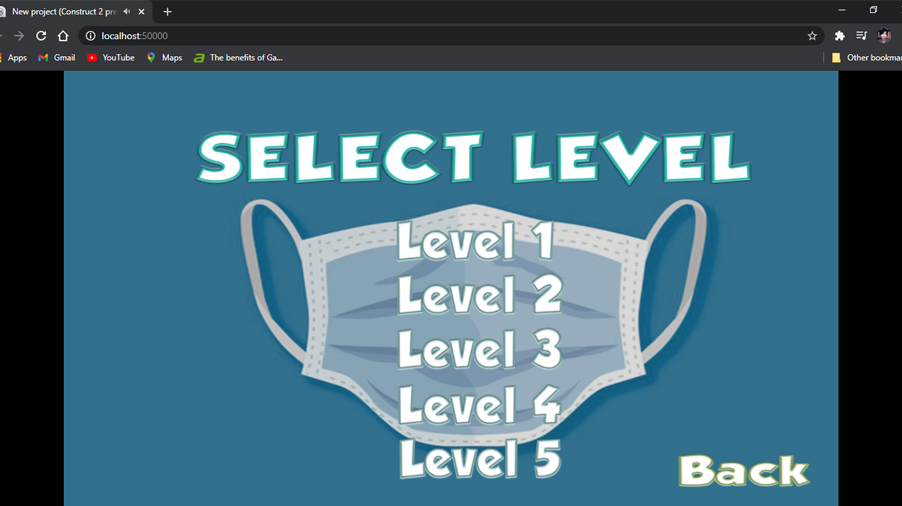 New project (Construct 2 pre
localhost:50000
Apps Gmail YouTube Maps The benefits of Ga... Other bookma
SELECT LEVEL
Level 1
Level 2
Level 3
Level 4
Level 5
Back